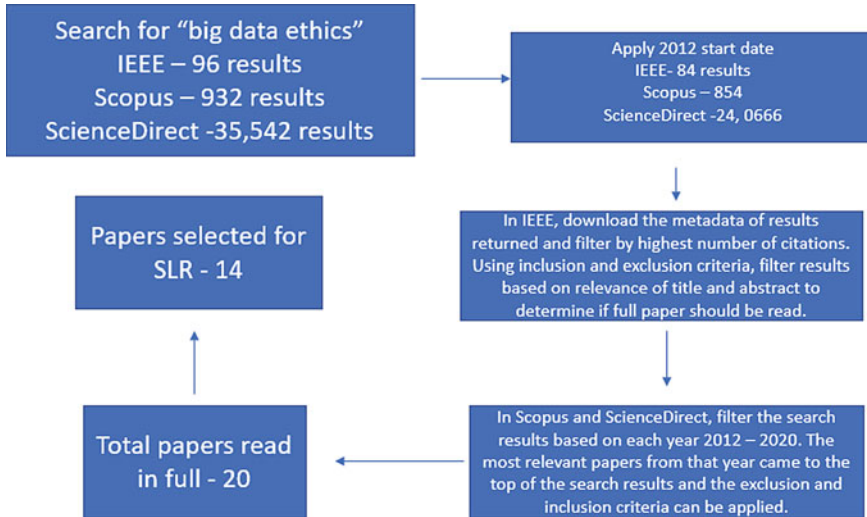 Search for “big data ethics”
IEEE – 96 results
Scopus – 932 results
ScienceDirect -35,542 results
Apply 2012 start date
IEEE- 84 results
Scopus – 854
ScienceDirect -24, 0666
In IEEE, download the metadata of results
returned and filter by highest number of citations.
Using inclusion and exclusion criteria, filter results
based on relevance of title and abstract to
determine if full paper should be read.
In Scopus and ScienceDirect, filter the search
results based on each year 2012 – 2020. The
most relevant papers from that year came to the
top of the search results and the exclusion and
inclusion criteria can be applied.
Total papers read
in full - 20
Papers selected for
SLR - 14